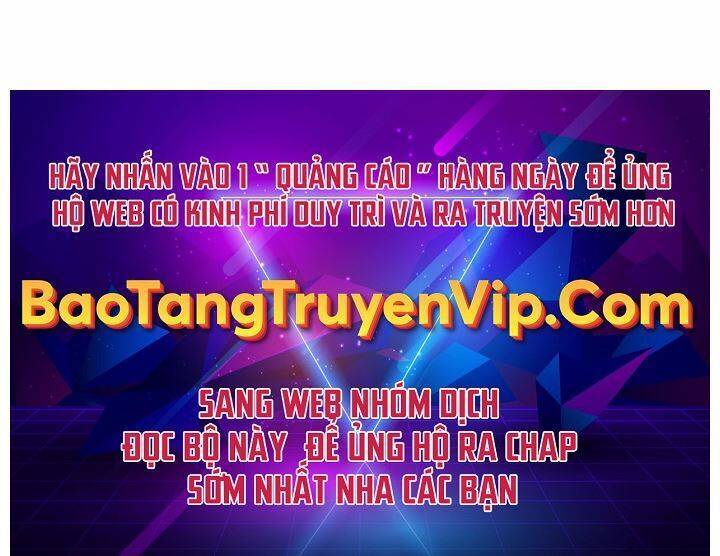 HÃY NHẤN VÀO 1 “ QUẢNG CÁO ” HÀNG NGÀY ĐỂ ỦNG
HỘ WEB CÓ KINH PHÍ DUY TRÌ VÀ RA TRUYỆN SỚM HƠN
BaoTangTruyenVip.Com
SANG WEB NHÓM DỊCH
ĐỌC BỘ NÀY ĐỂ ỦNG HỘ RA CHAP
SỚM NHẤT NHA CÁC BẠN